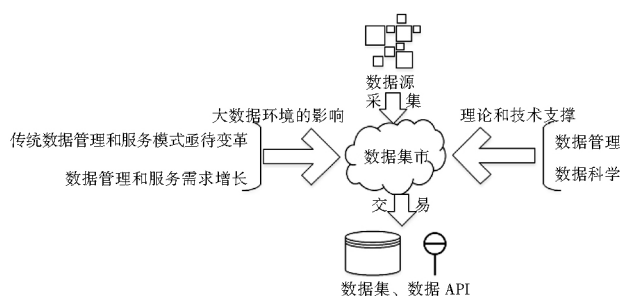 数据源
采 集
大数据环境的影响
理论和技术支撑
传统数据管理和服务模式亟待变革
数据管理和服务需求增长
数据集市
数据管理
数据科学
交 易
数据集、数据 API